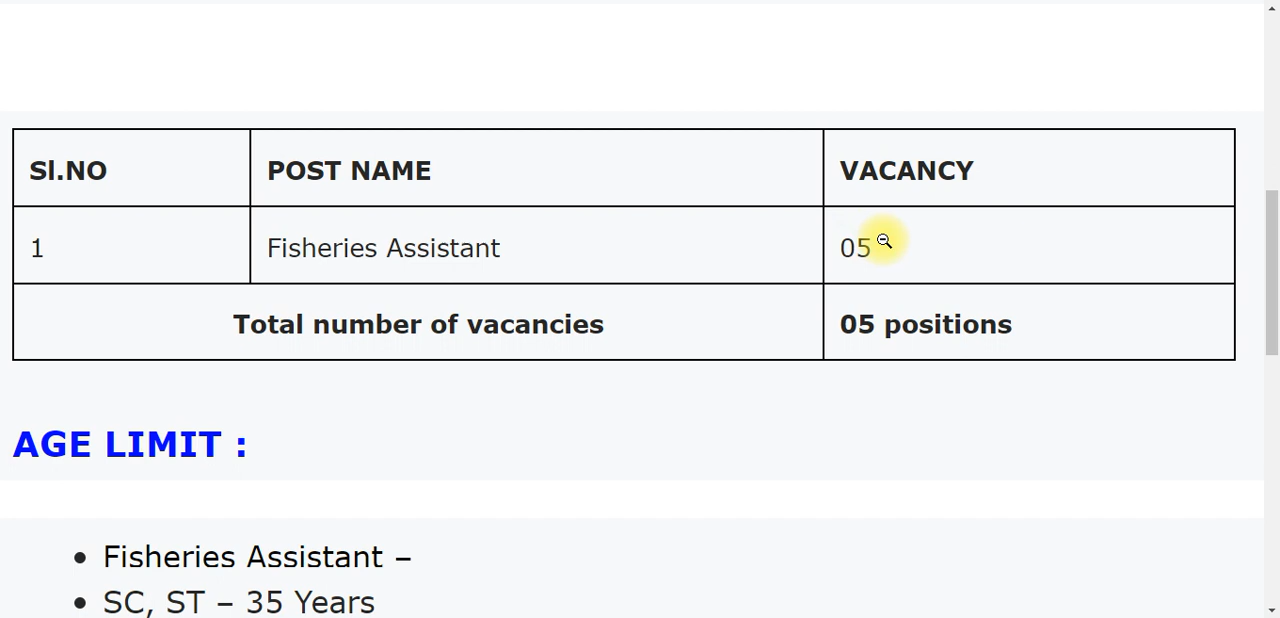 Sl.NO POST NAME VACANCY
1 Fisheries Assistant 05
Total number of vacancies 05 positions
AGE LIMIT :
• Fisheries Assistant –
• SC, ST – 35 Years